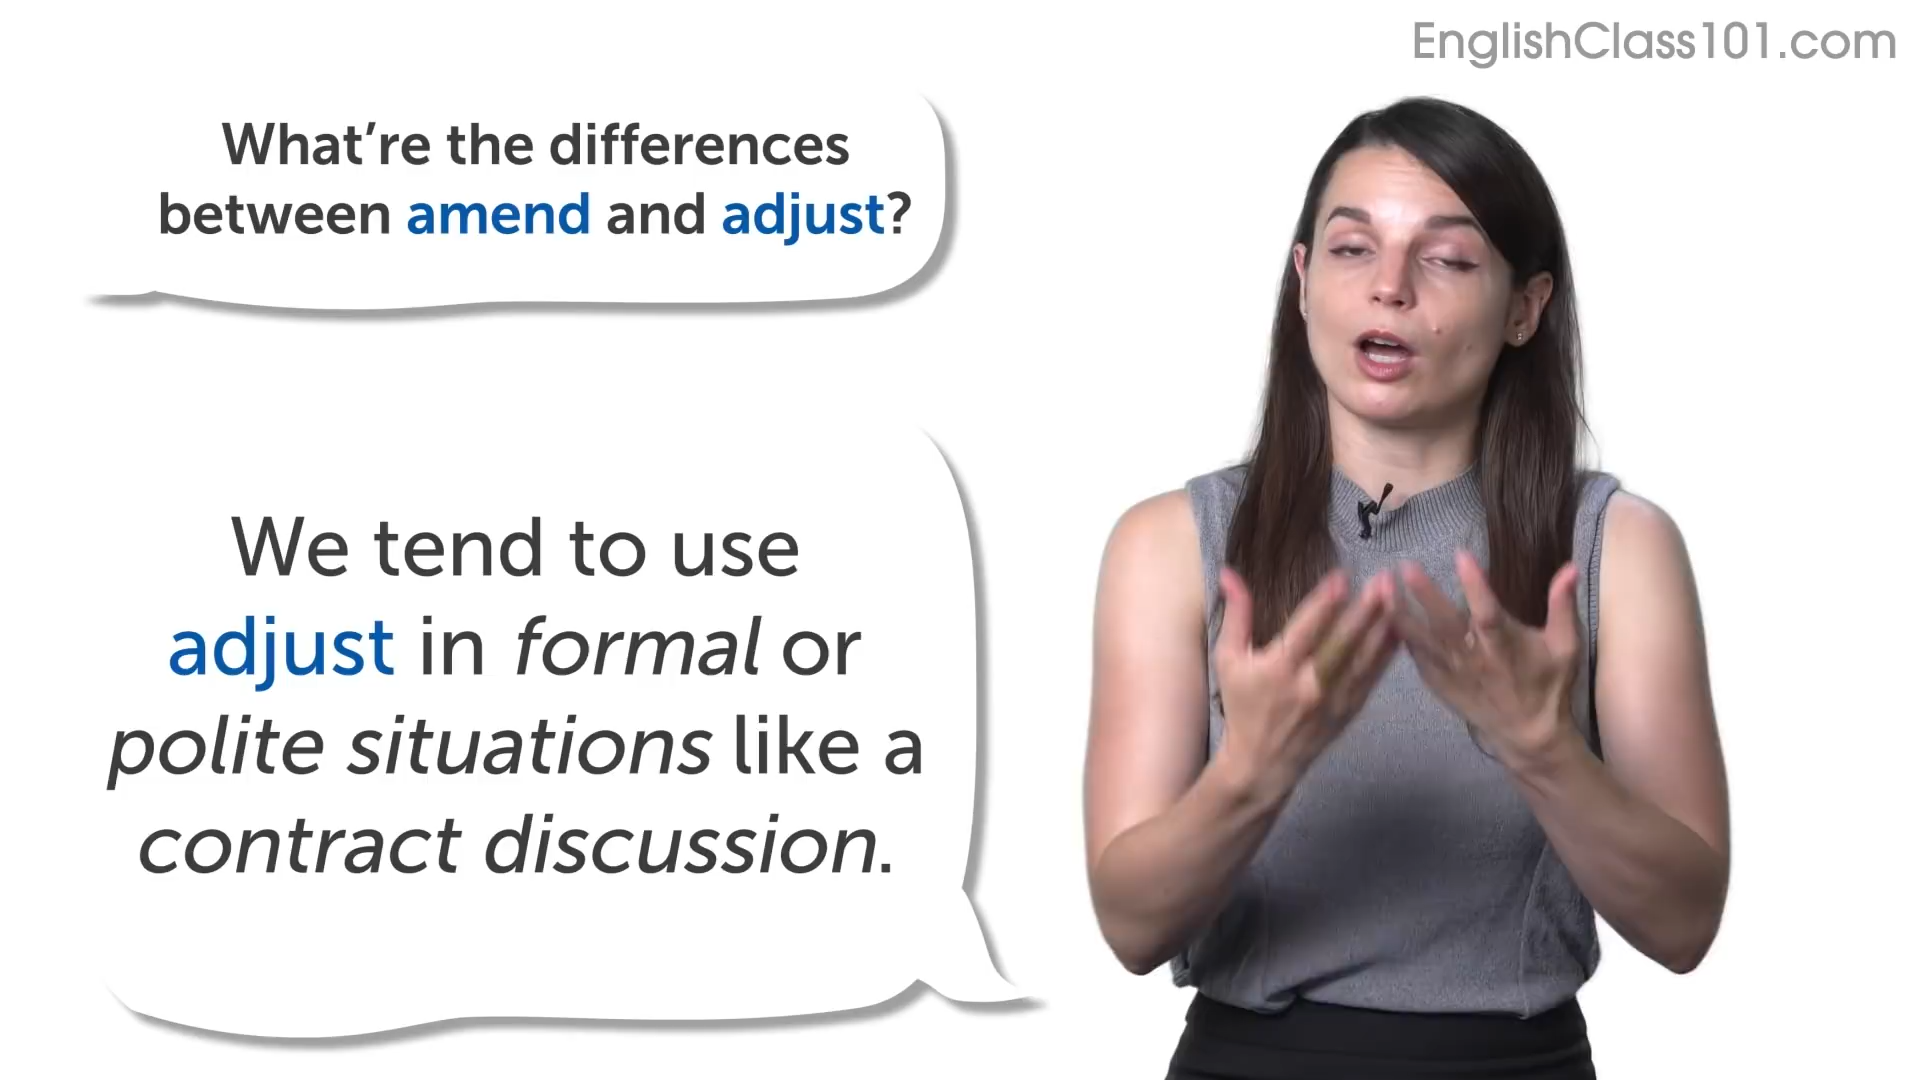 EnglishClass101.com
What’re the differences
between amend and adjust?
We tend to use
adjust in formal or
polite situations like a
contract discussion.